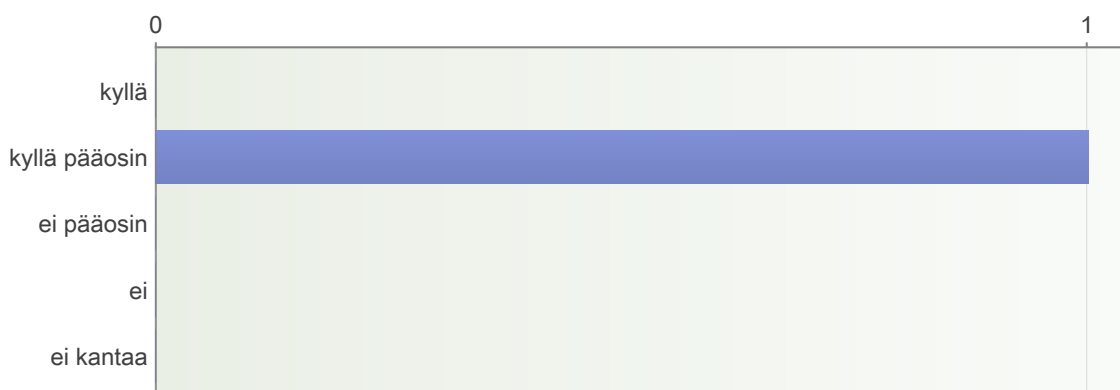 0 1
kyllä
kyllä pääosin
ei pääosin
ei
ei kantaa